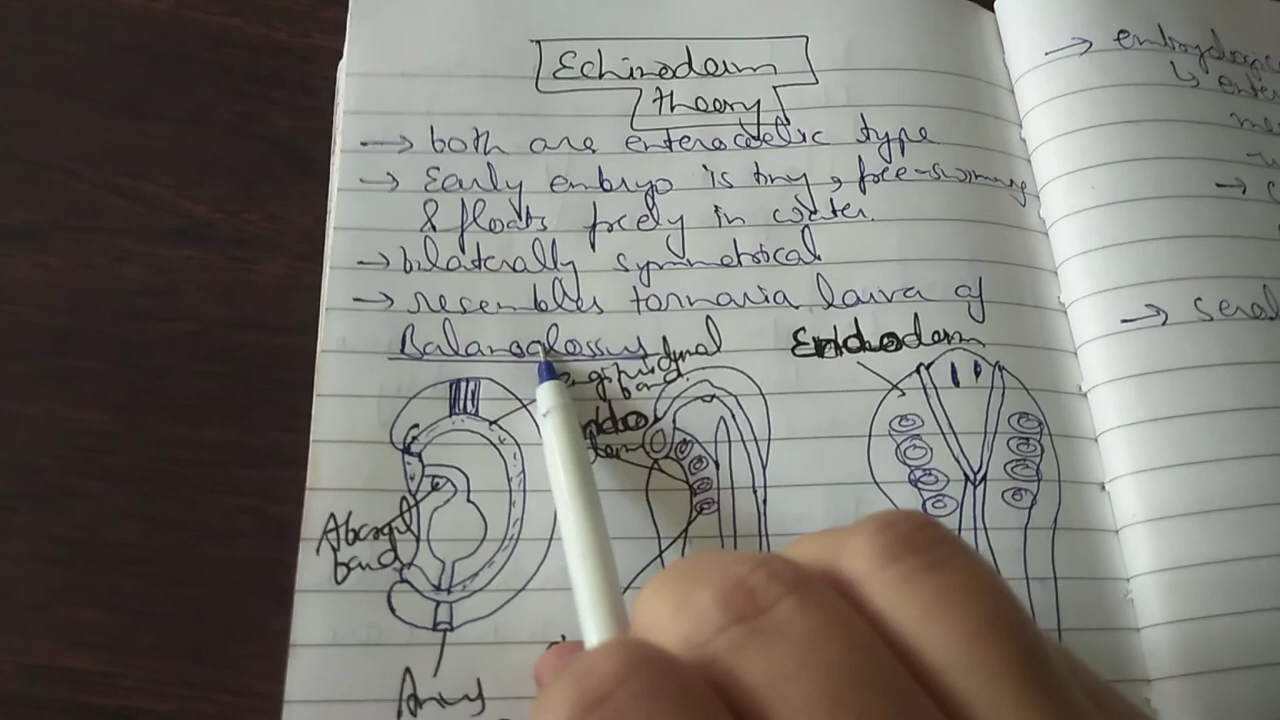 Echinoderm
theory
→ both are enterocoelic type
→ Early embryo is tiny, free-swimming
& floats freely in water.
→ bilaterally symmetrical
→ resembles tornaria larva of
Balanoglossus
band
Endoderm
band
Anus
→
→